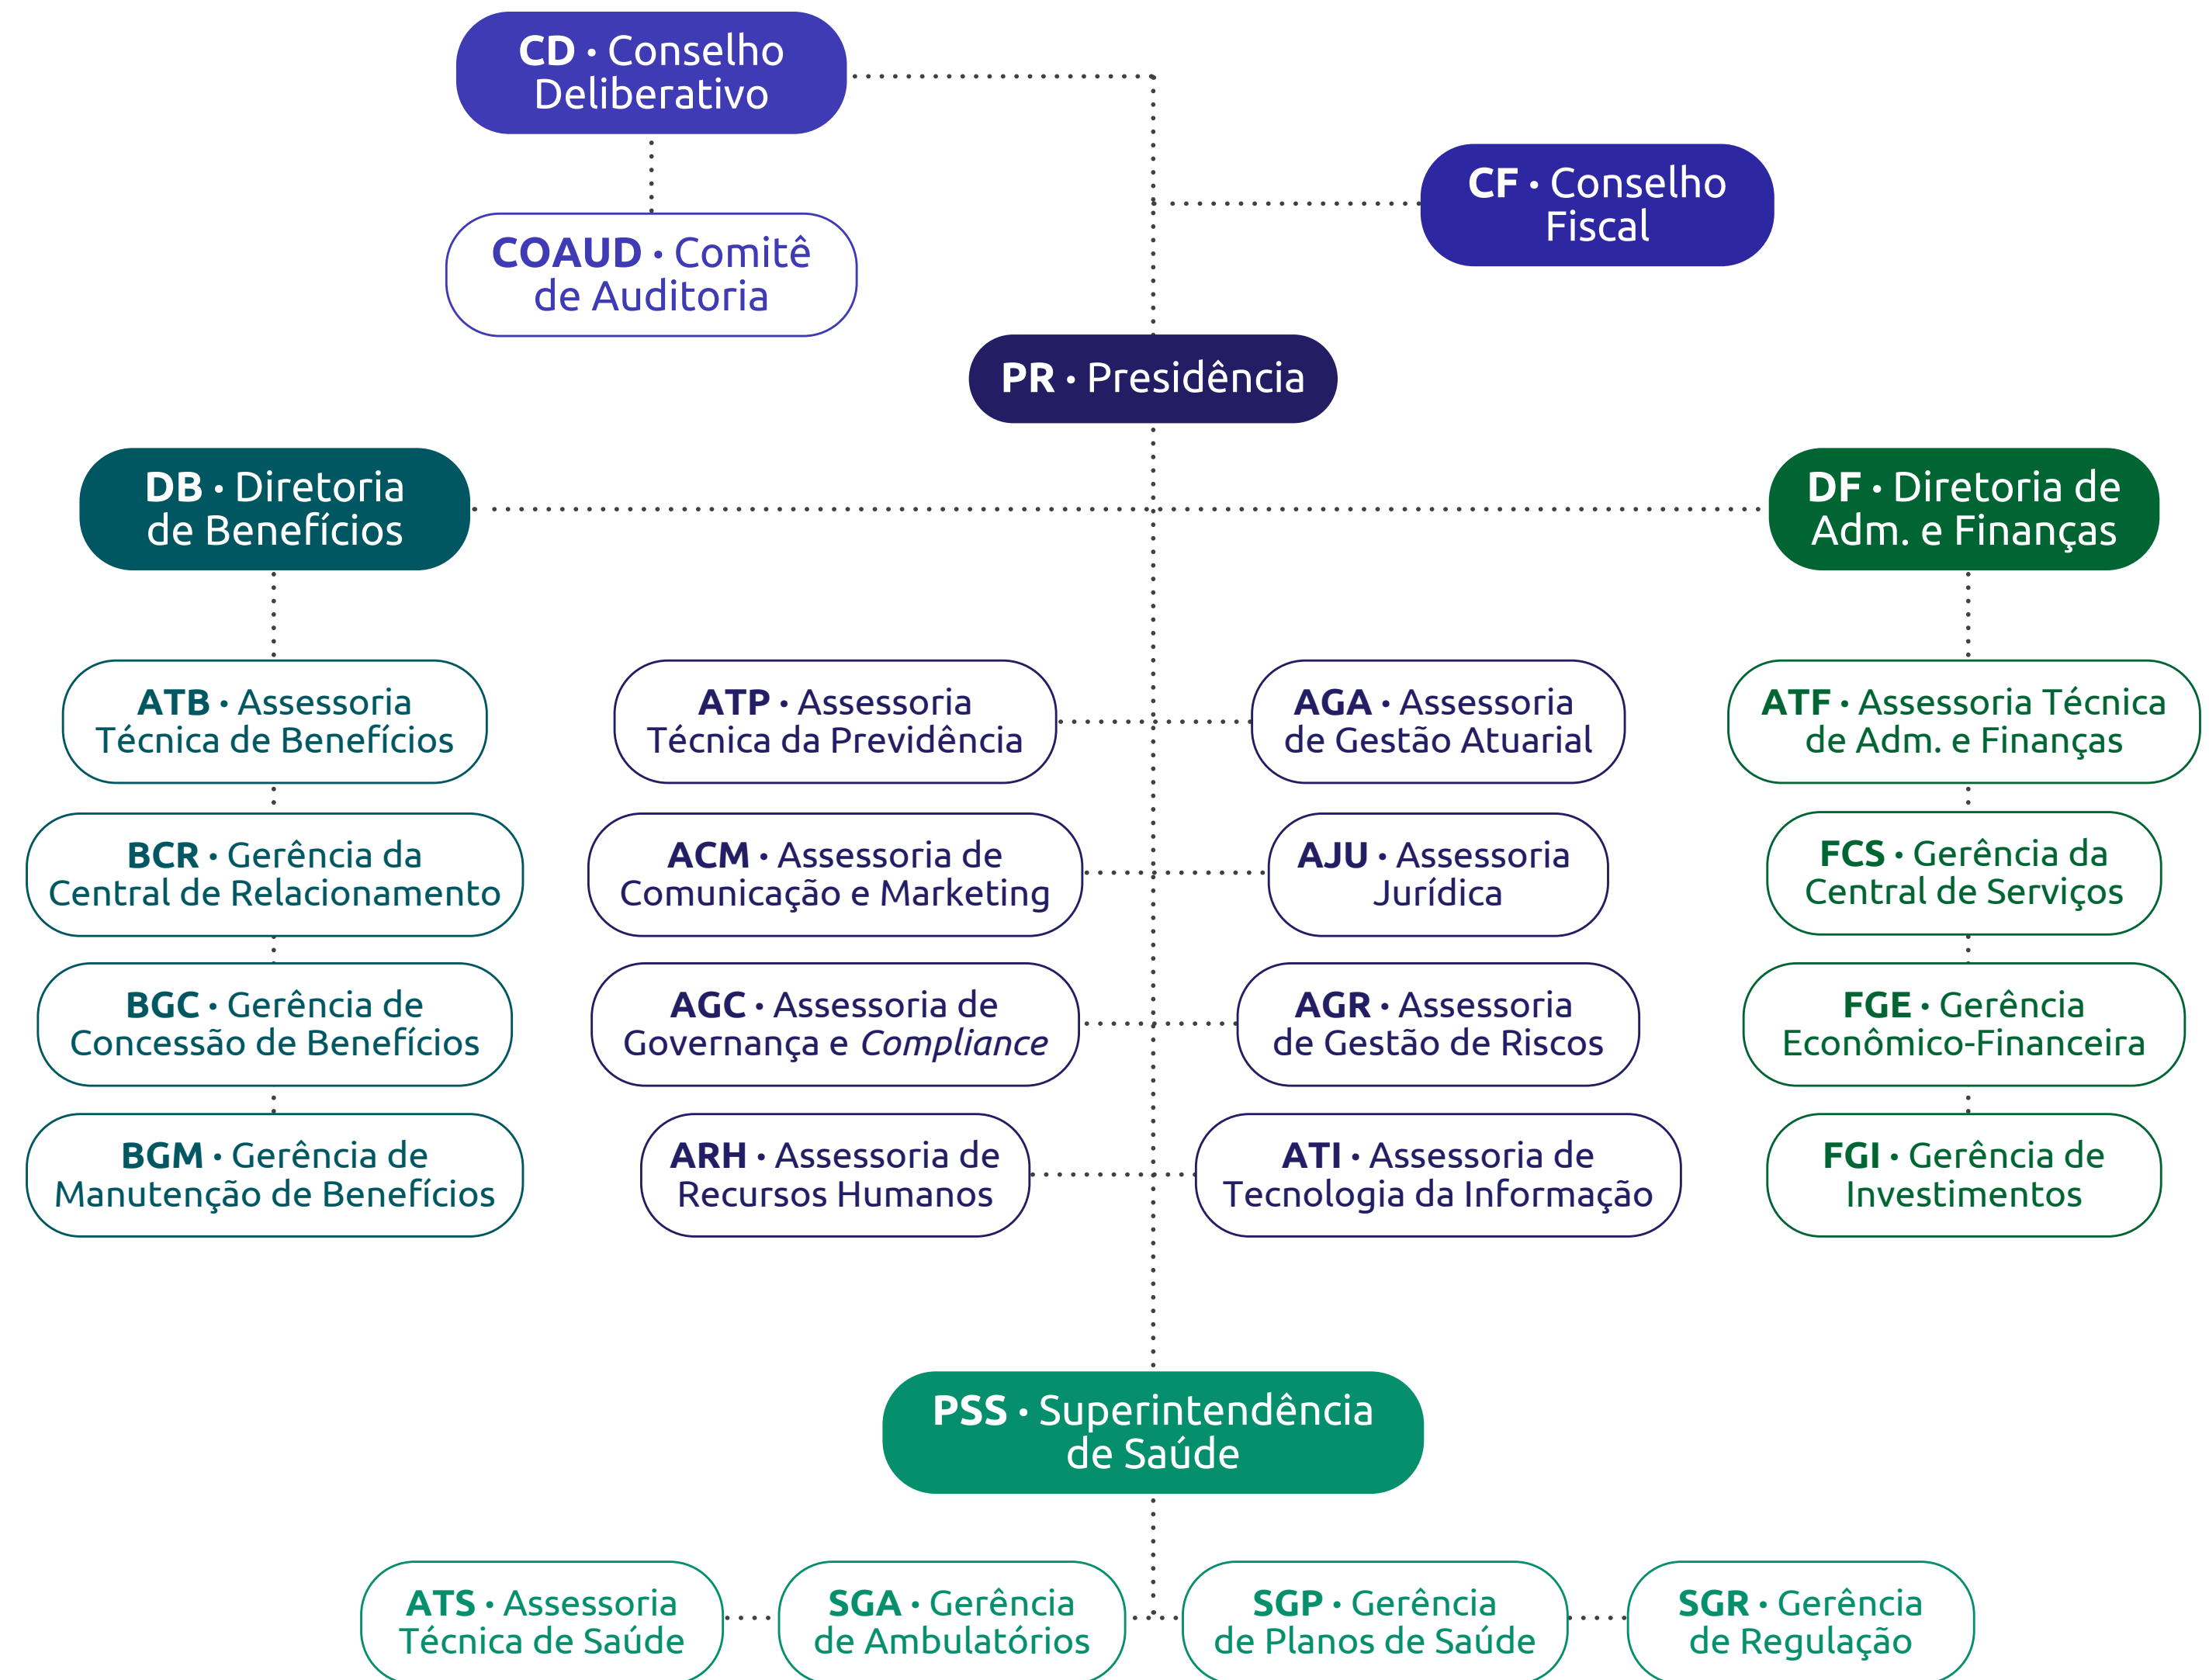 CD • Conselho
Deliberativo
CF • Conselho
Fiscal
COAUD • Comitê
de Auditoria
PR • Presidência
DB • Diretoria
de Benefícios
DF • Diretoria de
Adm. e Finanças
ATB • Assessoria
Técnica de Benefícios
ATP • Assessoria
Técnica da Previdência
AGA • Assessoria
de Gestão Atuarial
ATF • Assessoria Técnica
de Adm. e Finanças
BCR • Gerência da
Central de Relacionamento
ACM • Assessoria de
Comunicação e Marketing
AJU • Assessoria
Jurídica
FCS • Gerência da
Central de Serviços
BGC • Gerência de
Concessão de Benefícios
AGC • Assessoria de
Governança e Compliance
AGR • Assessoria
de Gestão de Riscos
FGE • Gerência
Econômico-Financeira
BGM • Gerência de
Manutenção de Benefícios
ARH • Assessoria de
Recursos Humanos
ATI • Assessoria de
Tecnologia da Informação
FGI • Gerência de
Investimentos
PSS • Superintendência
de Saúde
ATS • Assessoria
Técnica de Saúde
SGA • Gerência
de Ambulatórios
SGP • Gerência
de Planos de Saúde
SGR • Gerência
de Regulação